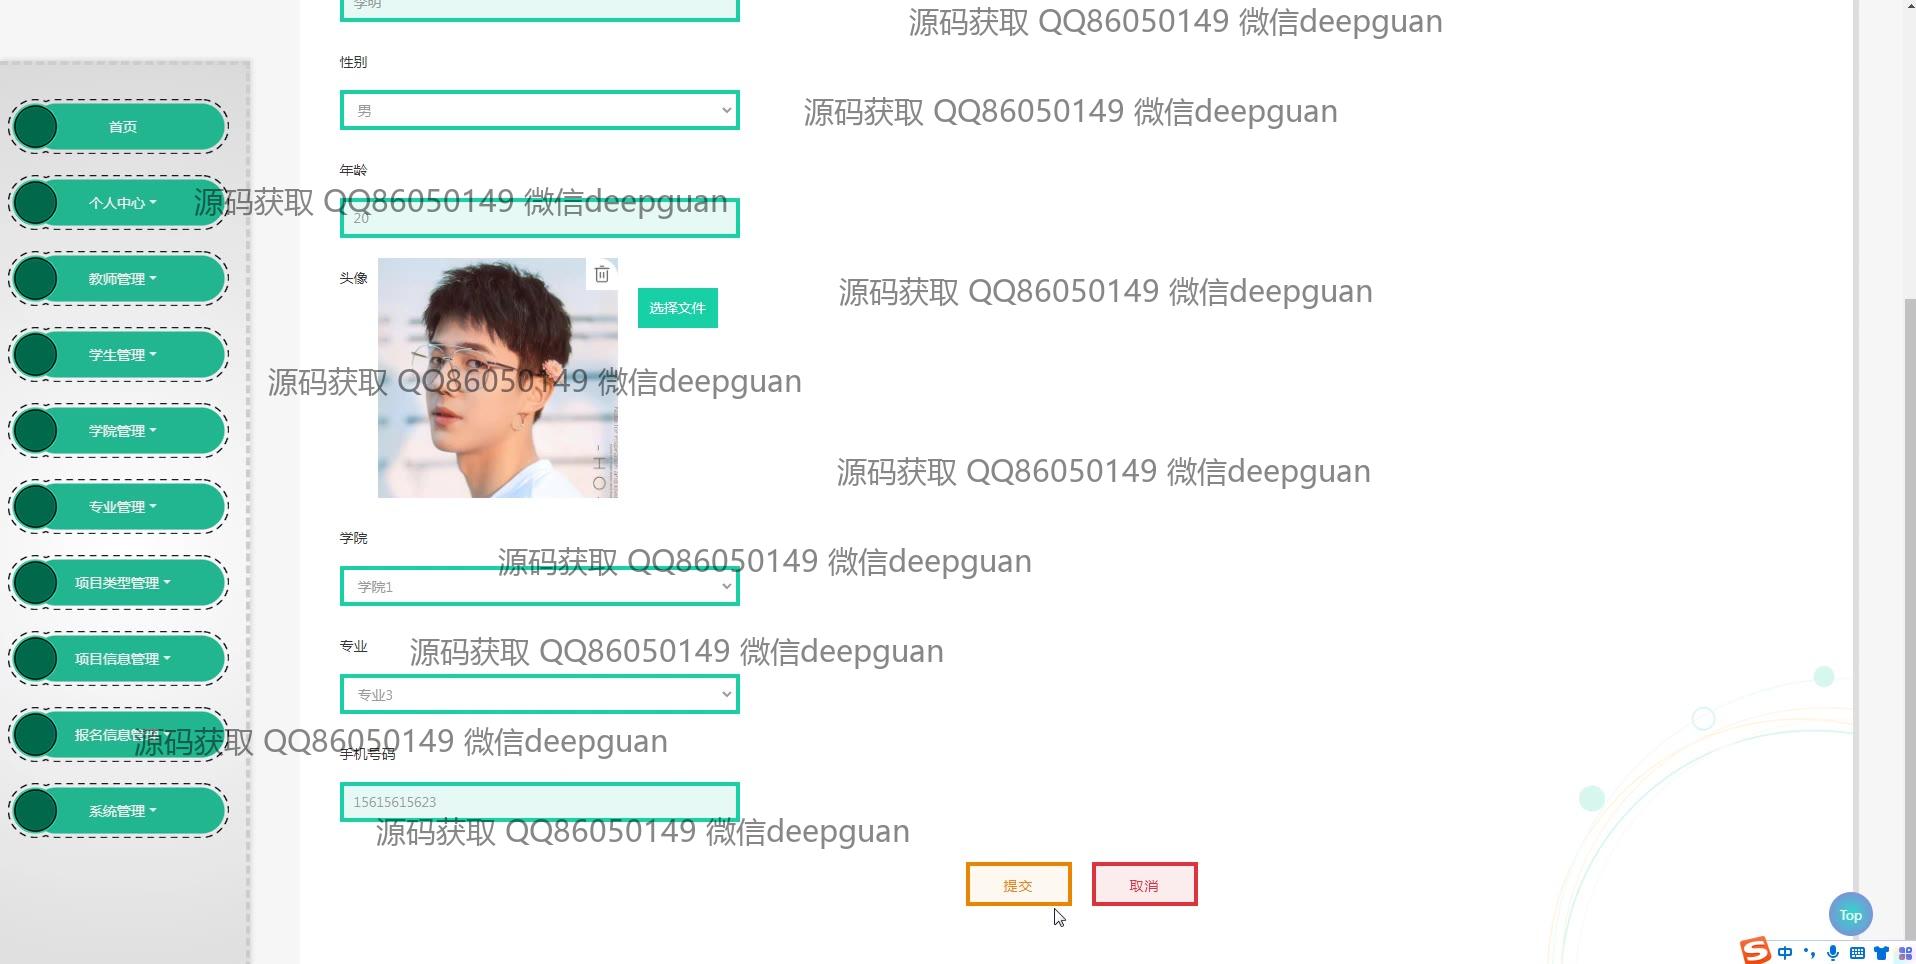 李明
源码获取 QQ86050149 微信deepguan
性别
男
源码获取 QQ86050149 微信deepguan
首页
年龄
个人中心
源码获取 QQ86050149 微信deepguan
20
教师管理
头像
选择文件
源码获取 QQ86050149 微信deepguan
学生管理
源码获取 QQ86050149 微信deepguan
学院管理
源码获取 QQ86050149 微信deepguan
专业管理
学院
源码获取 QQ86050149 微信deepguan
项目类型管理
学院1
专业
源码获取 QQ86050149 微信deepguan
项目信息管理
专业3
报名信息管理
源码获取 QQ86050149 微信deepguan
手机号码
15615615623
系统管理
源码获取 QQ86050149 微信deepguan
提交
取消
Top
中